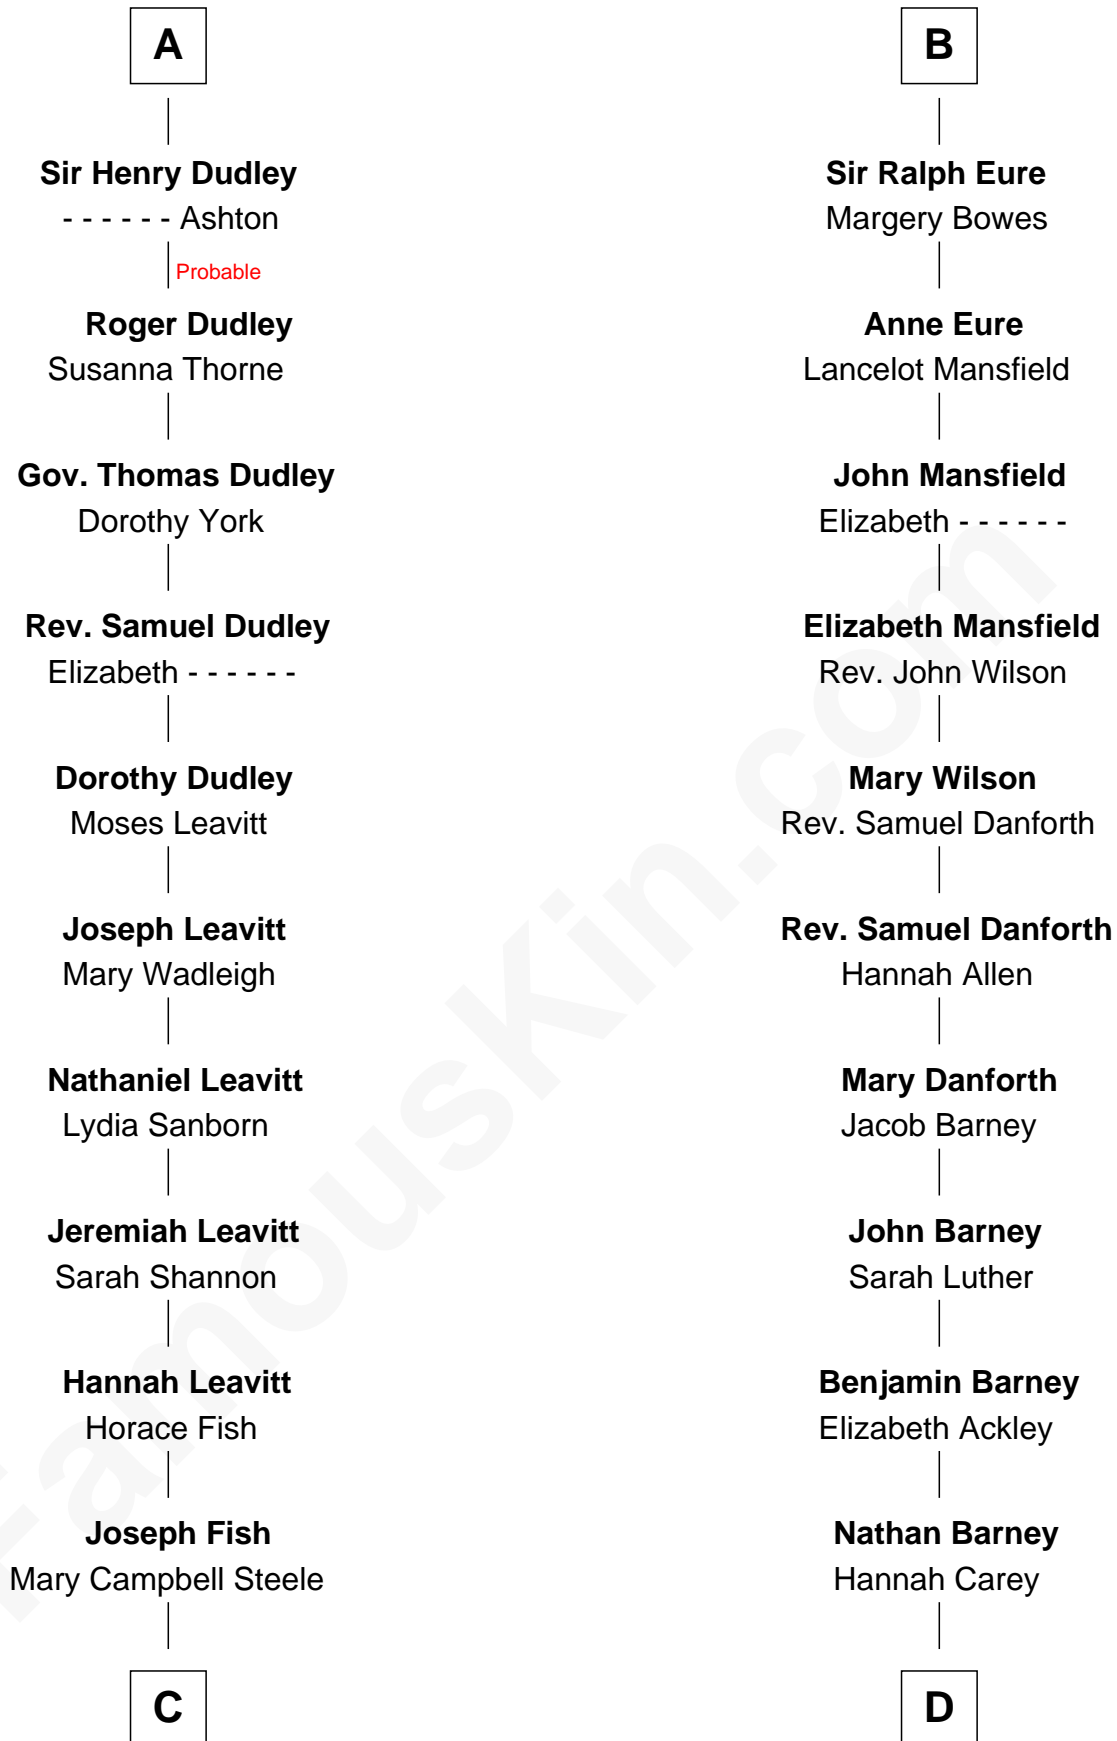 A
Sir Henry Dudley
- - - - - - Ashton
Probable
Roger Dudley
Susanna Thorne
Gov. Thomas Dudley
Dorothy York
Rev. Samuel Dudley
Elizabeth - - - - - -
Dorothy Dudley
Moses Leavitt
Joseph Leavitt
Mary Wadleigh
Nathaniel Leavitt
Lydia Sanborn
Jeremiah Leavitt
Sarah Shannon
Hannah Leavitt
Horace Fish
Joseph Fish
Mary Campbell Steele
C
B
Sir Ralph Eure
Margery Bowes
Anne Eure
Lancelot Mansfield
John Mansfield
Elizabeth - - - - - -
Elizabeth Mansfield
Rev. John Wilson
Mary Wilson
Rev. Samuel Danforth
Rev. Samuel Danforth
Hannah Allen
Mary Danforth
Jacob Barney
John Barney
Sarah Luther
Benjamin Barney
Elizabeth Ackley
Nathan Barney
Hannah Carey
D
FamousKin.com